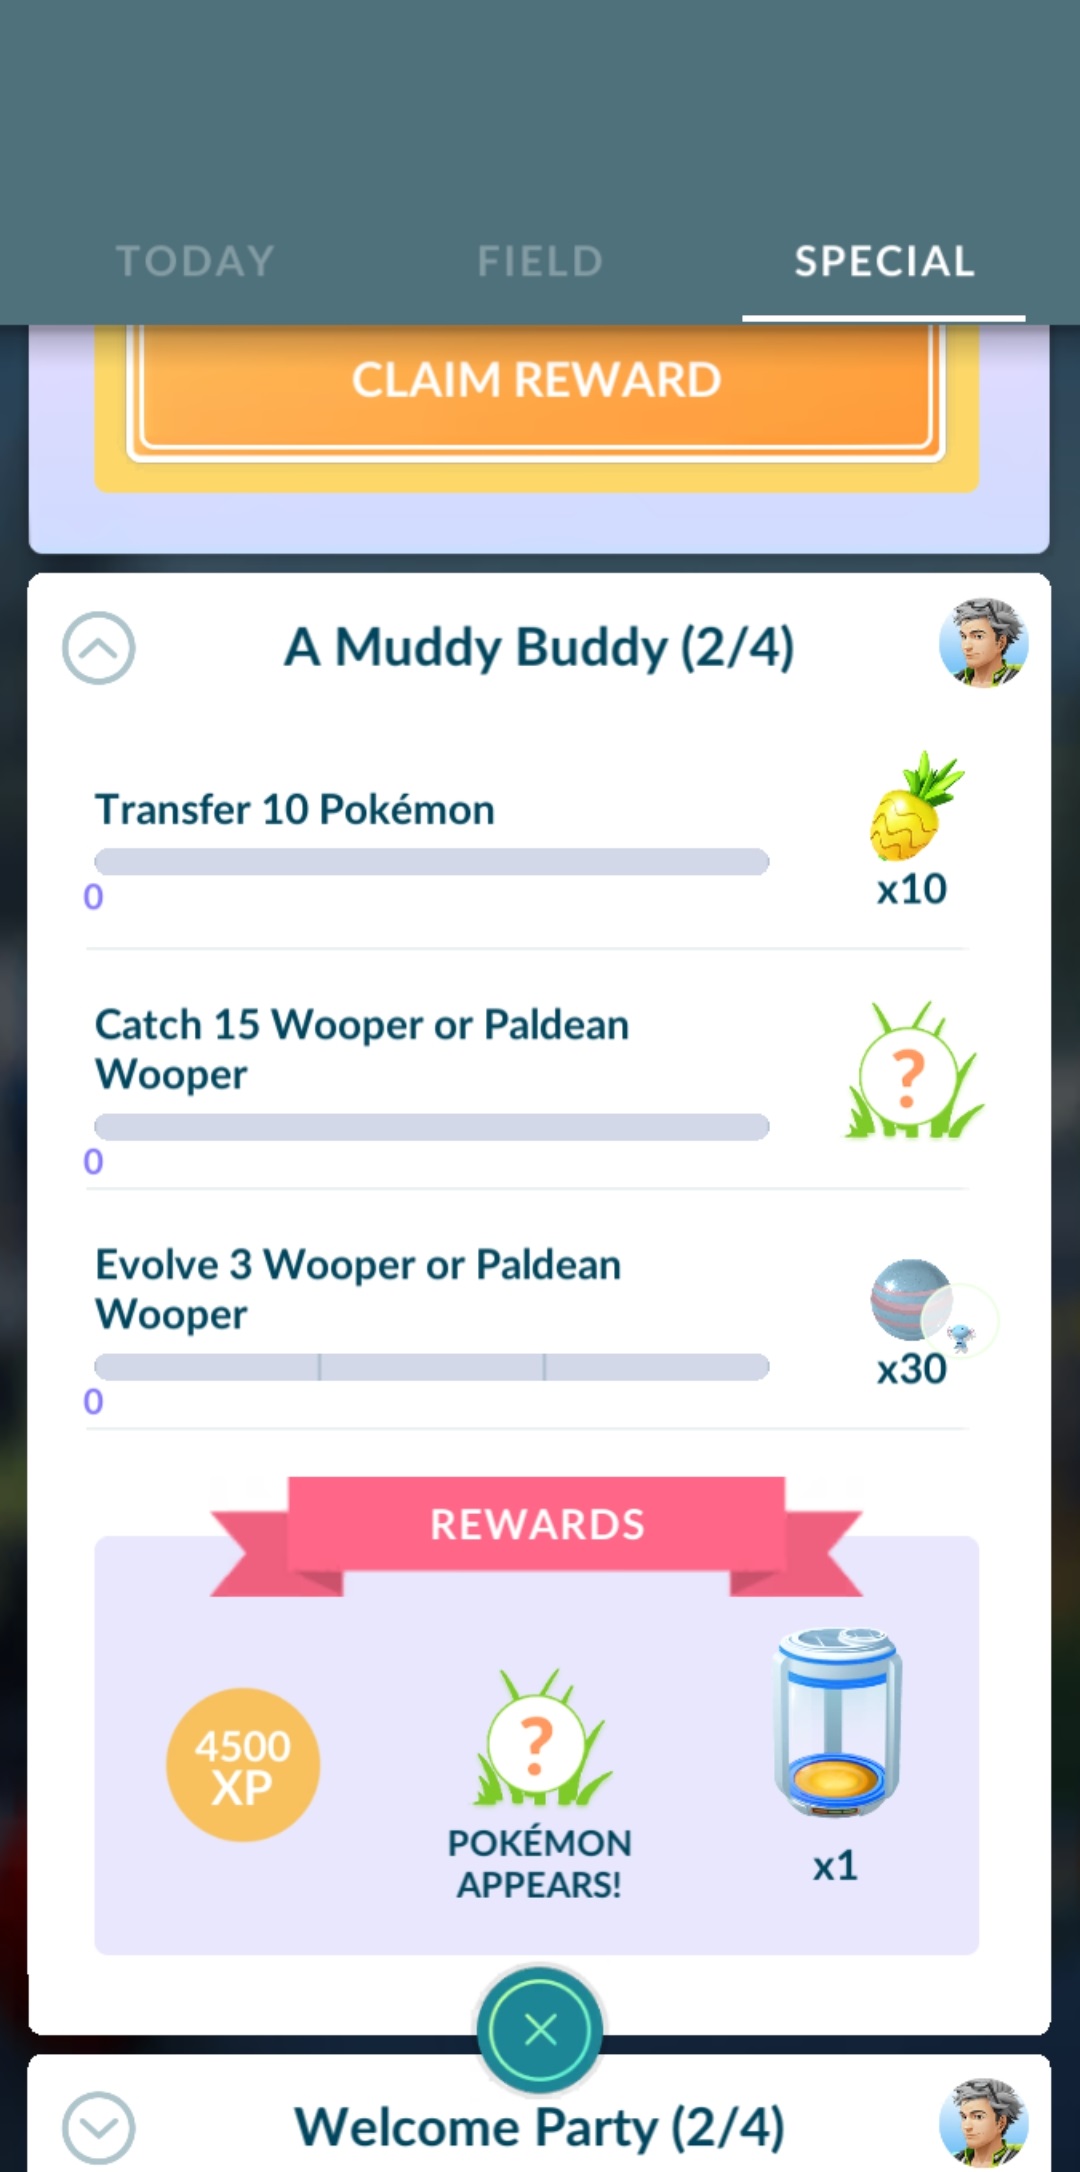 TODAY
FIELD
SPECIAL
CLAIM REWARD
A Muddy Buddy (2/4)
Transfer 10 Pokémon
0
x10
Catch 15 Wooper or Paldean
Wooper
0
?
Evolve 3 Wooper or Paldean
Wooper
0
x30
REWARDS
4500
XP
?
POKÉMON
APPEARS!
x1
Welcome Party (2/4)